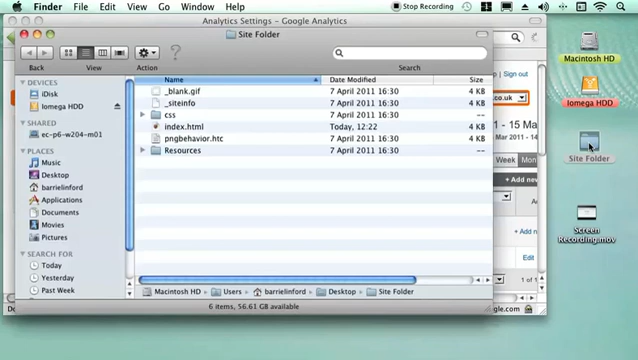 Finder File Edit View Go Window Help Stop Recording
Analytics Settings - Google Analytics
Site Folder
Back View Action Search
Name Date Modified Size
_blank.gif 7 April 2011 16:30 4 KB
_siteinfo 7 April 2011 16:30 4 KB
css 7 April 2011 16:30 --
index.html Today, 12:22 4 KB
pngbehavior.htc 7 April 2011 16:30 4 KB
Resources 7 April 2011 16:30 --
DEVICES
iDisk
Iomega HDD
SHARED
ec-p6-w204-m01
PLACES
Music
Desktop
barrielinford
Applications
Documents
Movies
Pictures
SEARCH FOR
Today
Yesterday
Past Week
Macintosh HD Users barrielinford Desktop Site Folder
6 items, 56.61 GB available
Sign out
co.uk
Mar 2011
Week Month
+ Add new
Edit
1 of 1
gle.com
Macintosh HD
Iomega HDD
Site Folder
Screen
Recording.mov